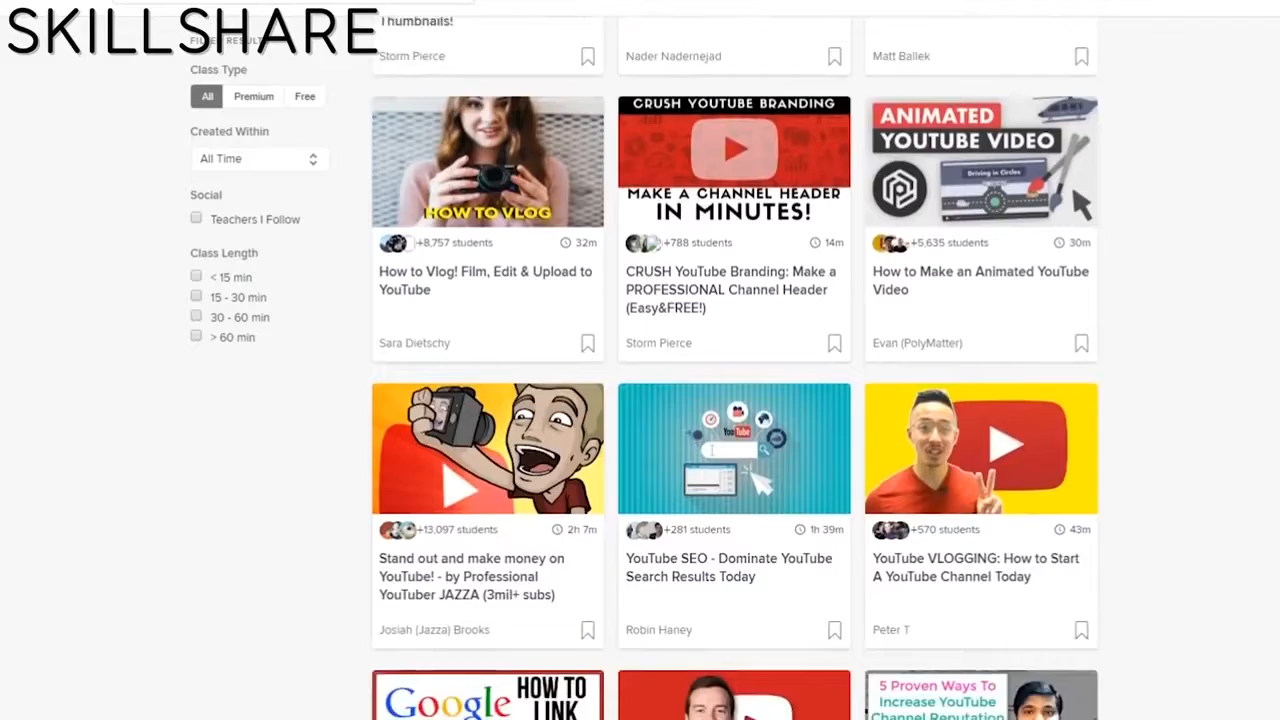 SKILLSHARE
Thumbnails!
FILTER RESULTS
Storm Pierce
Nader Nadernejad
Matt Ballek
Class Type
All
Premium
Free
Created Within
All Time
Social
Teachers I Follow
Class Length
< 15 min
15 - 30 min
30 - 60 min
> 60 min
HOW TO VLOG
+8,757 students
32m
How to Vlog! Film, Edit & Upload to
YouTube
Sara Dietschy
CRUSH YOUTUBE BRANDING
MAKE A CHANNEL HEADER
IN MINUTES!
+788 students
14m
CRUSH YouTube Branding: Make a
PROFESSIONAL Channel Header
(Easy&FREE!)
Storm Pierce
ANIMATED
YOUTUBE VIDEO
Driving in Circles
+5,635 students
30m
How to Make an Animated YouTube
Video
Evan (PolyMatter)
+13,097 students
2h 7m
Stand out and make money on
YouTube! - by Professional
YouTuber JAZZA (3mil+ subs)
Josiah (Jazza) Brooks
YouTube
+281 students
1h 39m
YouTube SEO - Dominate YouTube
Search Results Today
Robin Haney
+570 students
43m
YouTube VLOGGING: How to Start
A YouTube Channel Today
Peter T
Google
HOW TO
LINK
5 Proven Ways To
Increase YouTube
Channel Reputation